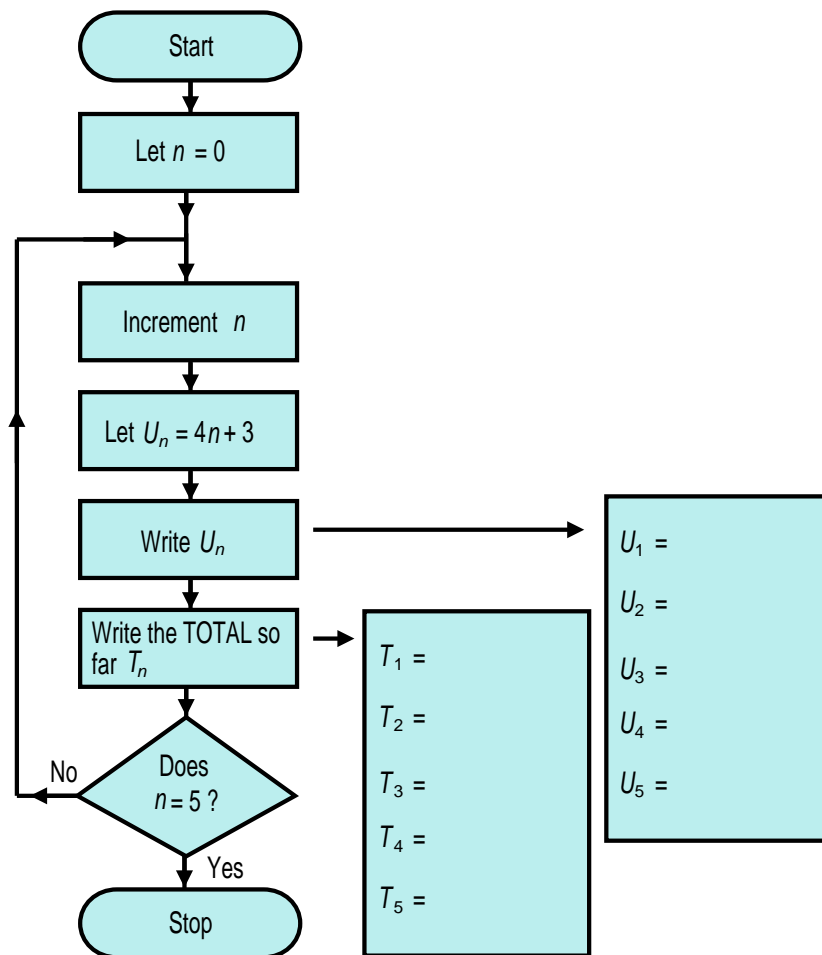 Start
Let n = 0
Increment n
Let Uₙ = 4n + 3
Write Uₙ
Write the TOTAL so
far Tₙ
Does
n = 5 ?
No
Yes
Stop
T₁ =
T₂ =
T₃ =
T₄ =
T₅ =
U₁ =
U₂ =
U₃ =
U₄ =
U₅ =